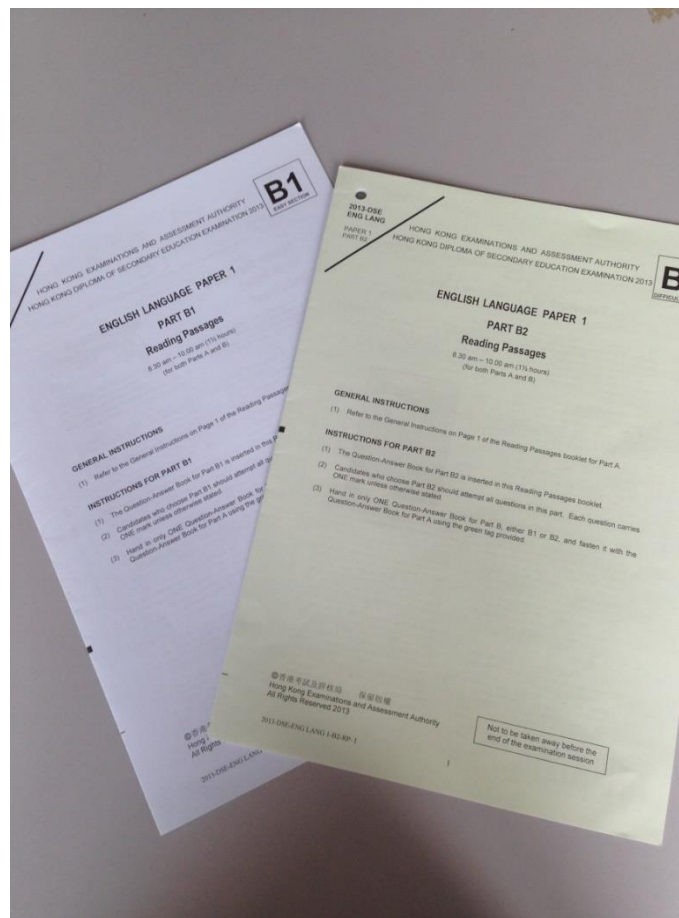 B1
EASY SECTION
HONG KONG EXAMINATIONS AND ASSESSMENT AUTHORITY
HONG KONG DIPLOMA OF SECONDARY EDUCATION EXAMINATION 2013
ENGLISH LANGUAGE PAPER 1
PART B1
Reading Passages
8.30 am – 10.00 am (1½ hours)
(for both Parts A and B)
GENERAL INSTRUCTIONS
(1) Refer to the General Instructions on Page 1 of the Reading Passages
INSTRUCTIONS FOR PART B1
(1) The Question-Answer Book for Part B1 is inserted in this
(2) Candidates who choose Part B1 should attempt all
ONE mark unless otherwise stated.
(3) Hand in only ONE Question-Answer Book for
Question-Answer Book for Part A using the
Hong
All Rights
2013-DSE-ENG LANG
2013-DSE
ENG LANG
PAPER 1
PART B2
HONG KONG EXAMINATIONS AND ASSESSMENT AUTHORITY
HONG KONG DIPLOMA OF SECONDARY EDUCATION EXAMINATION 2013
ENGLISH LANGUAGE PAPER 1
PART B2
Reading Passages
8.30 am – 10.00 am (1½ hours)
(for both Parts A and B)
GENERAL INSTRUCTIONS
(1) Refer to the General Instructions on Page 1 of the Reading Passages booklet for Part A.
INSTRUCTIONS FOR PART B2
(1) The Question-Answer Book for Part B2 is inserted in this Reading Passages booklet.
(2) Candidates who choose Part B2 should attempt all questions in this part. Each question carries
ONE mark unless otherwise stated.
(3) Hand in only ONE Question-Answer Book for Part B, either B1 or B2, and fasten it with the
Question-Answer Book for Part A using the green tag provided.
©香港考試及評核局 保留版權
Hong Kong Examinations and Assessment Authority
All Rights Reserved 2013
2013-DSE-ENG LANG 1-B2-RP-1
1
Not to be taken away before the
end of the examination session